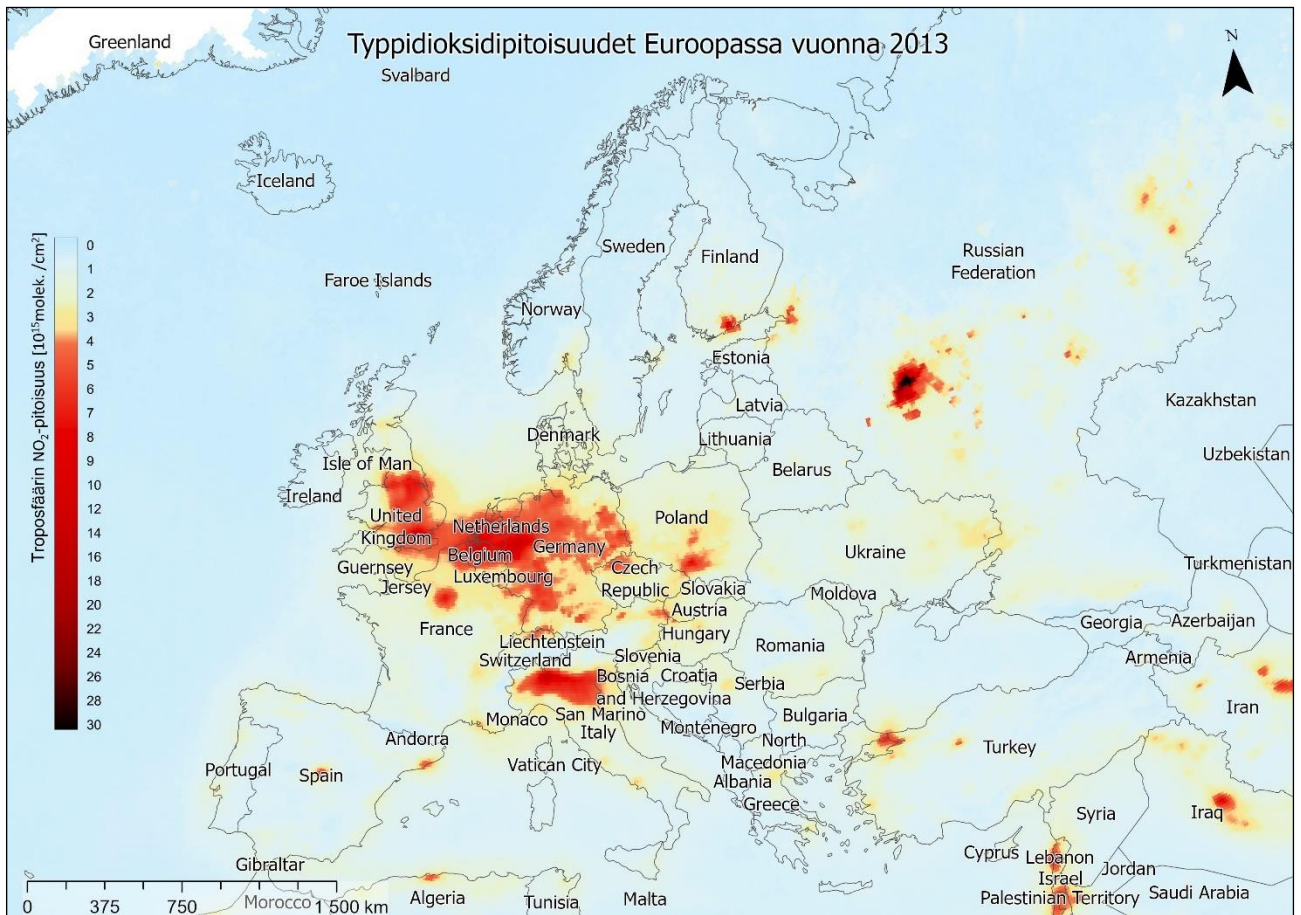 Typpidioksidipitoisuudet Euroopassa vuonna 2013
N
Greenland
Svalbard
Iceland
Faroe Islands
Sweden
Finland
Russian
Federation
Norway
Estonia
Latvia
Lithuania
Denmark
Belarus
Kazakhstan
Uzbekistan
Turkmenistan
Isle of Man
Ireland
United
Kingdom
Netherlands
Belgium
Germany
Poland
Ukraine
Guernsey
Jersey
Luxembourg
Czech
Republic
Slovakia
Moldova
Austria
France
Hungary
Liechtenstein
Switzerland
Slovenia
Romania
Georgia
Azerbaijan
Armenia
Bosnia
and Herzegovina
Croatia
Serbia
Monaco
San Marino
Italy
Montenegro
Bulgaria
Iran
Andorra
Vatican City
North
Macedonia
Albania
Turkey
Portugal
Spain
Greece
Syria
Iraq
Gibraltar
Cyprus
Lebanon
Israel
Jordan
Palestinian Territory
Saudi Arabia
Morocco
Algeria
Tunisia
Malta
Troposfäärin NO₂-pitoisuus [10¹⁵molek. /cm²]
0
1
2
3
4
5
6
7
8
9
10
12
14
16
18
20
22
24
26
28
30
0 375 750 1 500 km